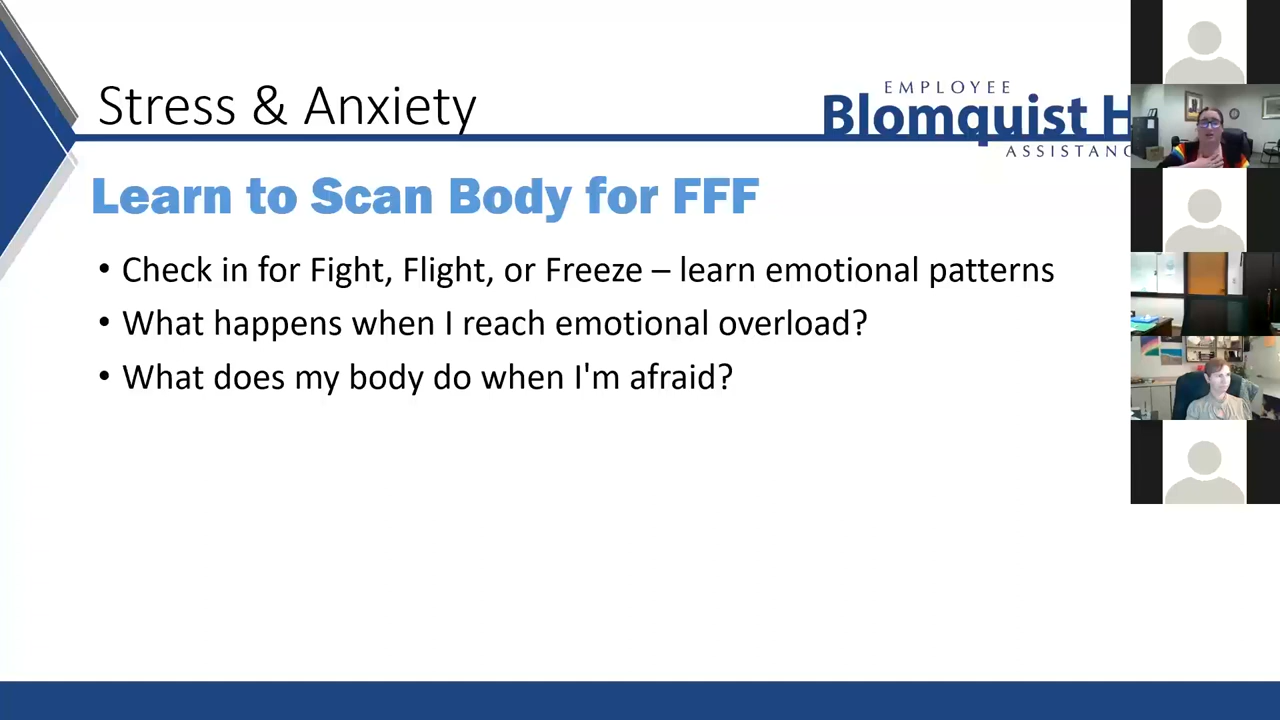 Stress & Anxiety
EMPLOYEE
Blomquist H
ASSISTANC
Learn to Scan Body for FFF
• Check in for Fight, Flight, or Freeze – learn emotional patterns
• What happens when I reach emotional overload?
• What does my body do when I'm afraid?